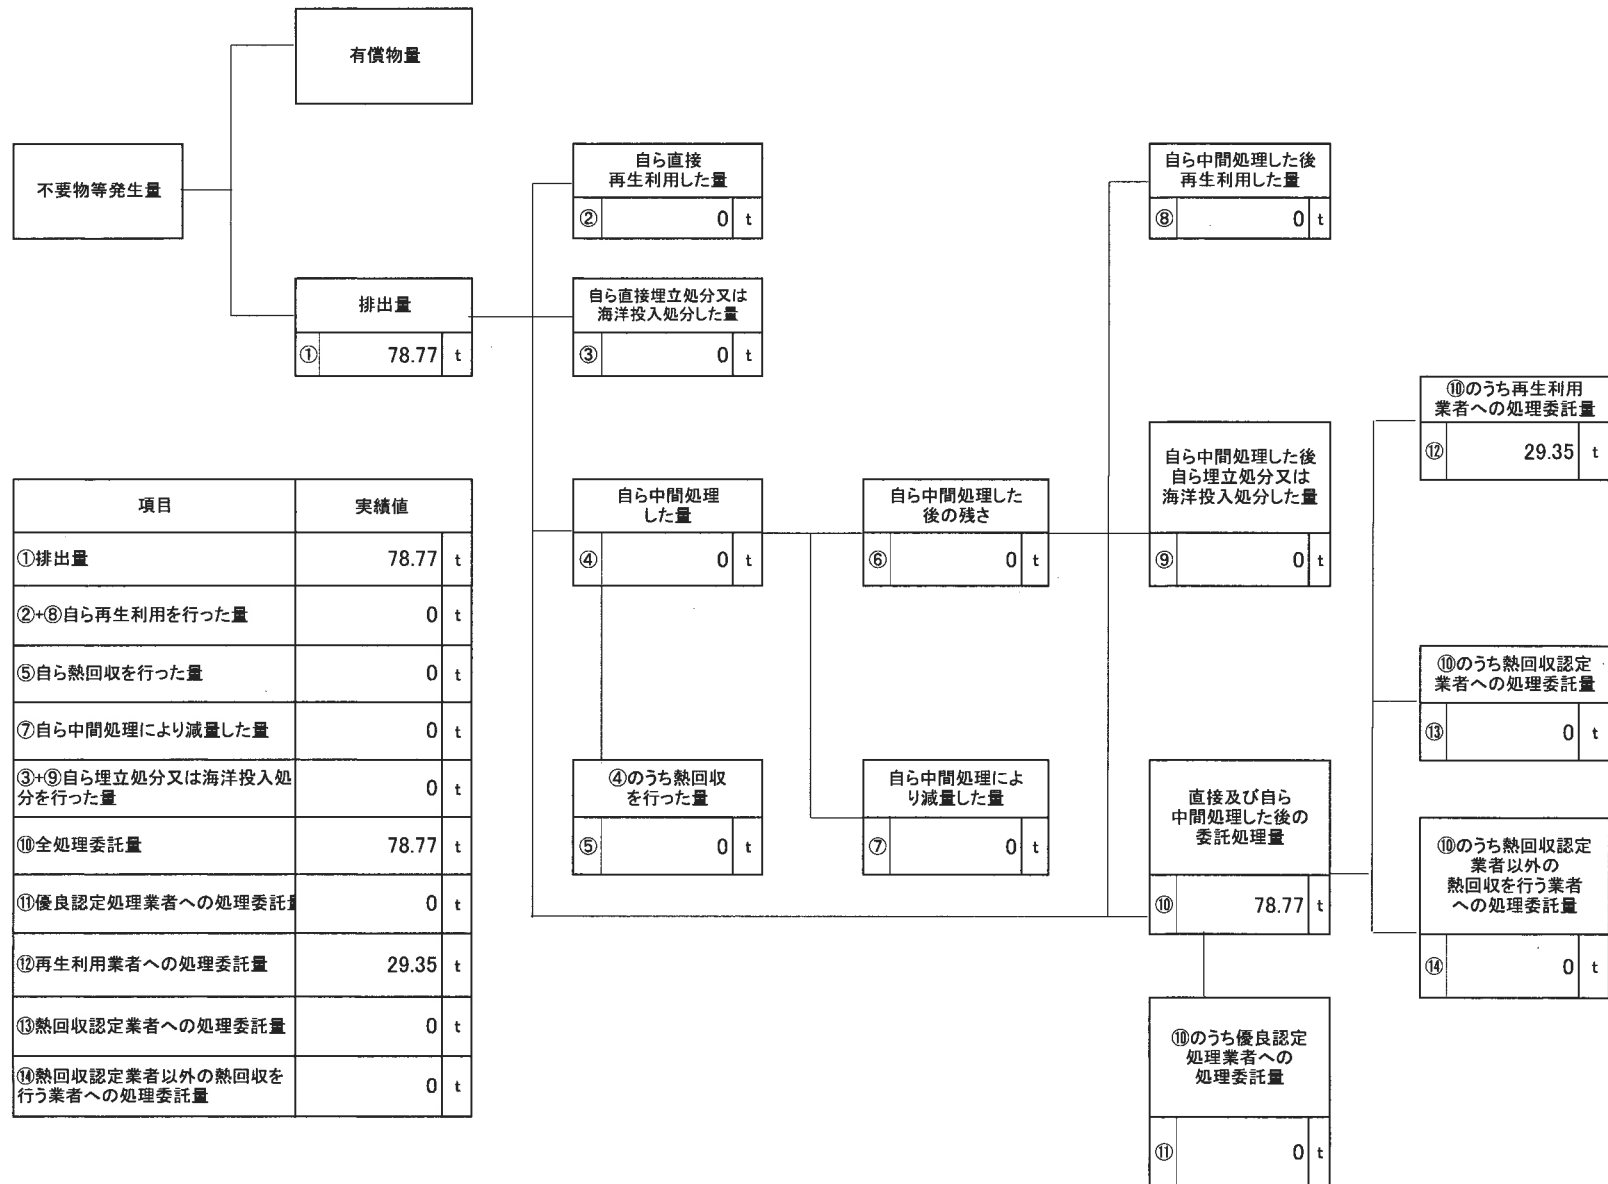 有償物量
不要物等発生量
排出量
① 78.77 t
自ら直接
再生利用した量
② 0 t
自ら直接埋立処分又は
海洋投入処分した量
③ 0 t
自ら中間処理
した量
④ 0 t
④のうち熱回収
を行った量
⑤ 0 t
自ら中間処理した
後の残さ
⑥ 0 t
自ら中間処理によ
り減量した量
⑦ 0 t
自ら中間処理した後
再生利用した量
⑧ 0 t
自ら中間処理した後
自ら埋立処分又は
海洋投入処分した量
⑨ 0 t
直接及び自ら
中間処理した後の
委託処理量
⑩ 78.77 t
⑩のうち優良認定
処理業者への
処理委託量
⑪ 0 t
⑩のうち再生利用
業者への処理委託量
⑫ 29.35 t
⑩のうち熱回収認定
業者への処理委託量
⑬ 0 t
⑩のうち熱回収認定
業者以外の
熱回収を行う業者
への処理委託量
⑭ 0 t
項目 実績値
①排出量 78.77 t
②+⑧自ら再生利用を行った量 0 t
⑤自ら熱回収を行った量 0 t
⑦自ら中間処理により減量した量 0 t
③+⑨自ら埋立処分又は海洋投入処
分を行った量 0 t
⑩全処理委託量 78.77 t
⑪優良認定処理業者への処理委託 0 t
⑫再生利用業者への処理委託量 29.35 t
⑬熱回収認定業者への処理委託量 0 t
⑭熱回収認定業者以外の熱回収を
行う業者への処理委託量 0 t